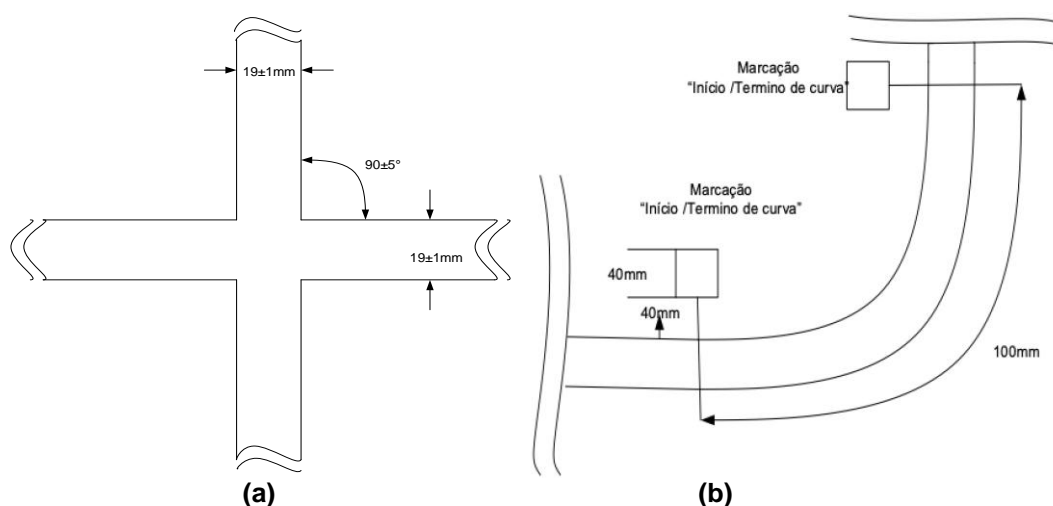 19±1mm
90±5°
19±1mm
(a)
Marcação
“Início /Termino de curva”
Marcação
“Início /Termino de curva”
40mm
40mm
100mm
(b)